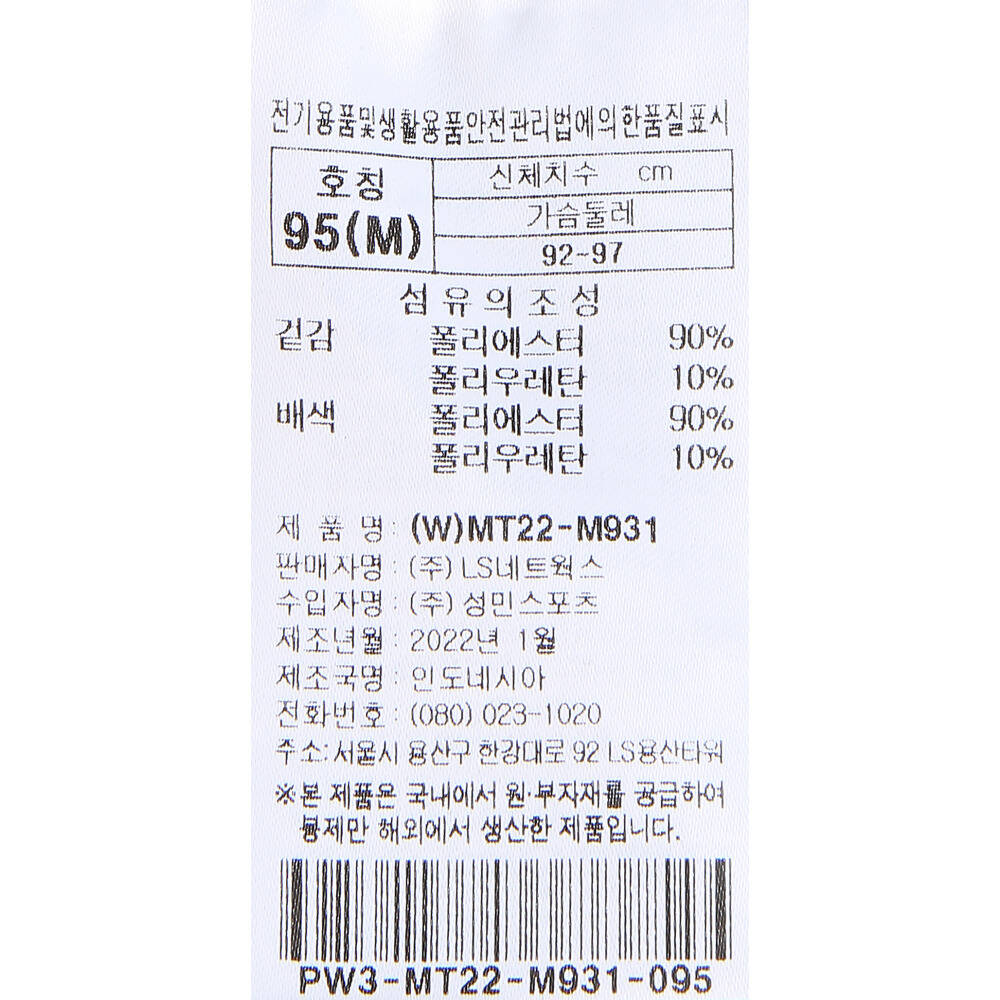 전기용품및생활용품안전관리법에의한품질표시
호칭
95(M)
신체치수 cm
가슴둘레
92-97
섬유의조성
겉감 폴리에스터 90%
폴리우레탄 10%
배색 폴리에스터 90%
폴리우레탄 10%
제 품 명 : (W)MT22-M931
판매자명 : (주) LS네트웍스
수입자명 : (주) 성민스포츠
제조년월 : 2022년 1월
제조국명 : 인도네시아
전화번호 : (080) 023-1020
주소: 서울시 용산구 한강대로 92 LS용산타워
※본 제품은 국내에서 원·부자재를 공급하여
봉제만 해외에서 생산한 제품입니다.
PW3-MT22-M931-095